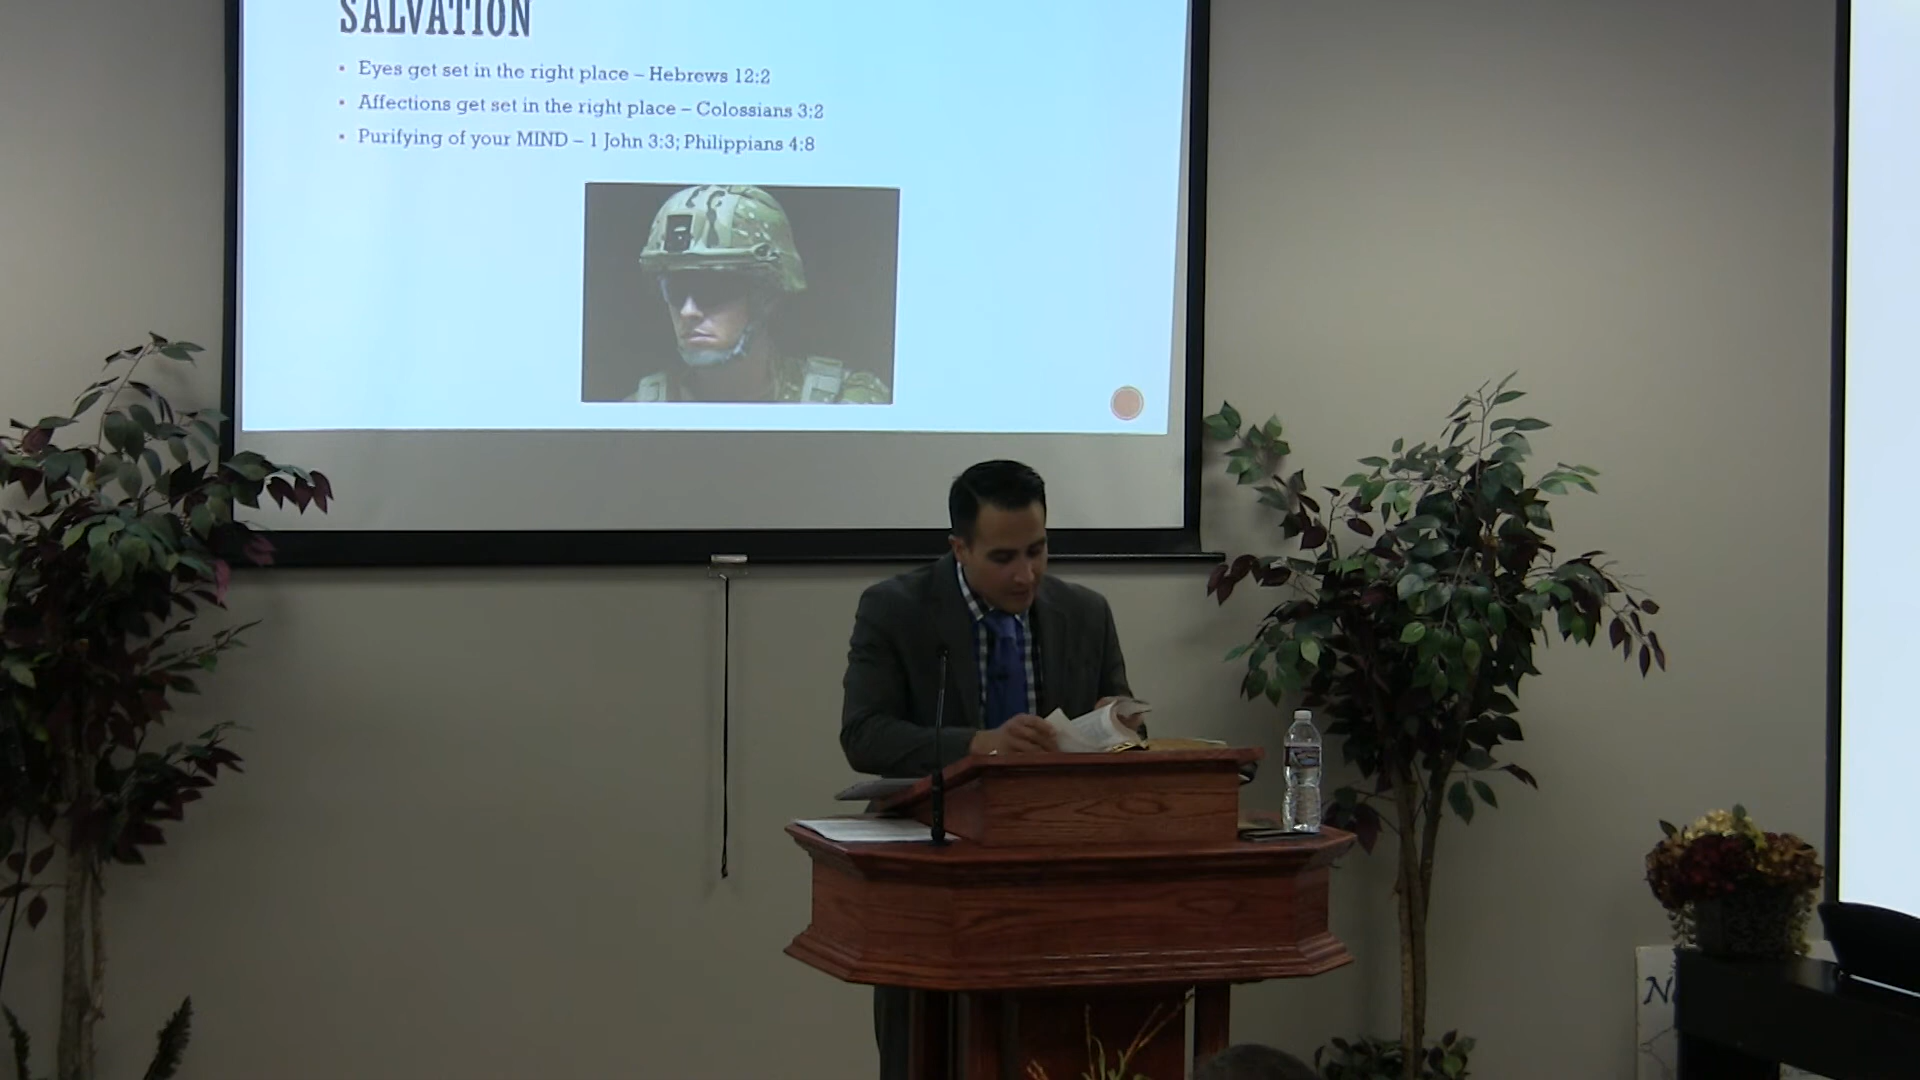 SALVATION
• Eyes get set in the right place – Hebrews 12:2
• Affections get set in the right place – Colossians 3:2
• Purifying of your MIND – 1 John 3:3; Philippians 4:8